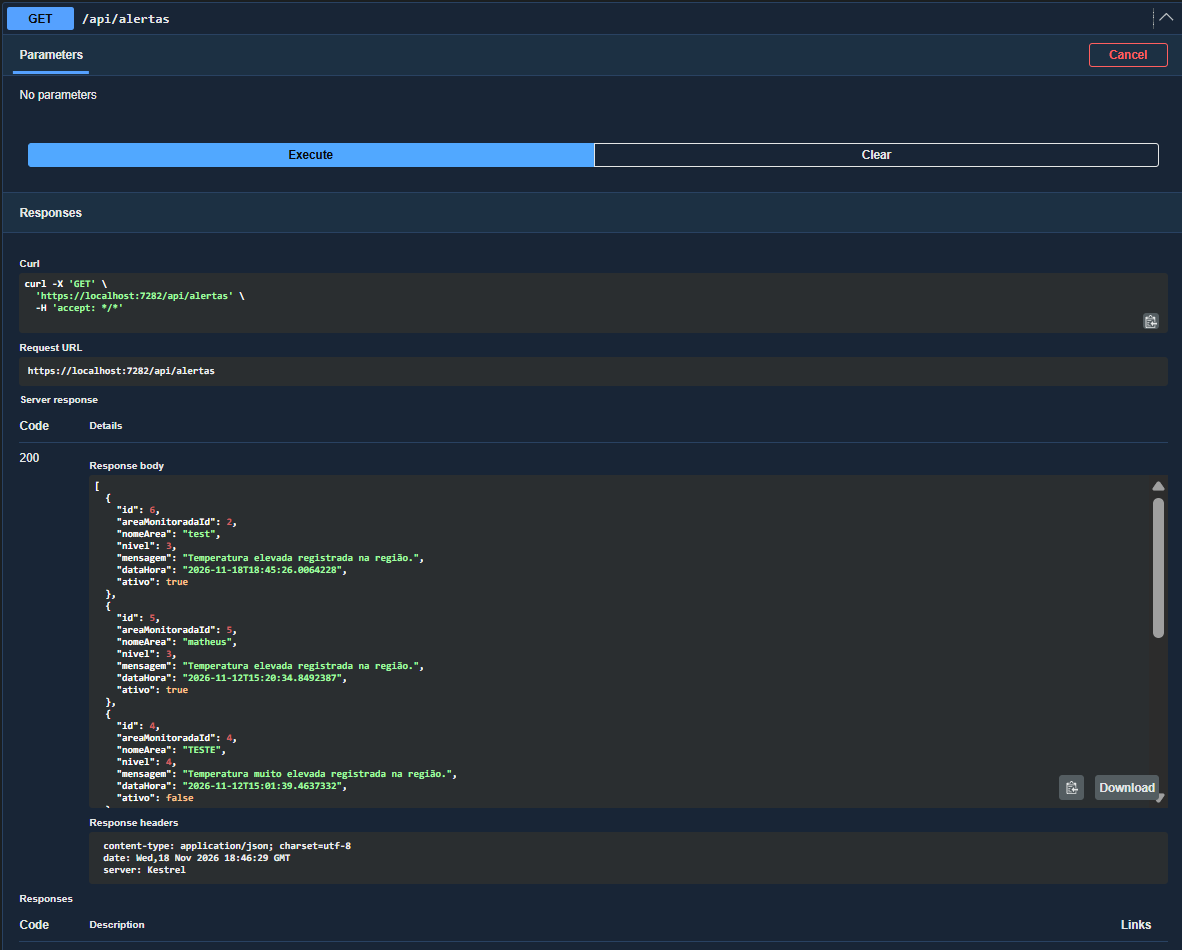 GET /api/alertas
Parameters
Cancel
No parameters
Execute
Clear
Responses
Curl
curl -X 'GET' \
  'https://localhost:7282/api/alertas' \
  -H 'accept: */*'
Request URL
https://localhost:7282/api/alertas
Server response
Code Details
200
Response body
[
  {
    "id": 6,
    "areaMonitoradaId": 2,
    "nomeArea": "test",
    "nivel": 3,
    "mensagem": "Temperatura elevada registrada na região.",
    "dataHora": "2026-11-18T18:45:26.0064228",
    "ativo": true
  },
  {
    "id": 5,
    "areaMonitoradaId": 5,
    "nomeArea": "matheus",
    "nivel": 3,
    "mensagem": "Temperatura elevada registrada na região.",
    "dataHora": "2026-11-12T15:20:34.8492387",
    "ativo": true
  },
  {
    "id": 4,
    "areaMonitoradaId": 4,
    "nomeArea": "TESTE",
    "nivel": 4,
    "mensagem": "Temperatura muito elevada registrada na região.",
    "dataHora": "2026-11-12T15:01:39.4637332",
    "ativo": false
Download
Response headers
content-type: application/json; charset=utf-8
date: Wed,18 Nov 2026 18:46:29 GMT
server: Kestrel
Responses
Code Description Links